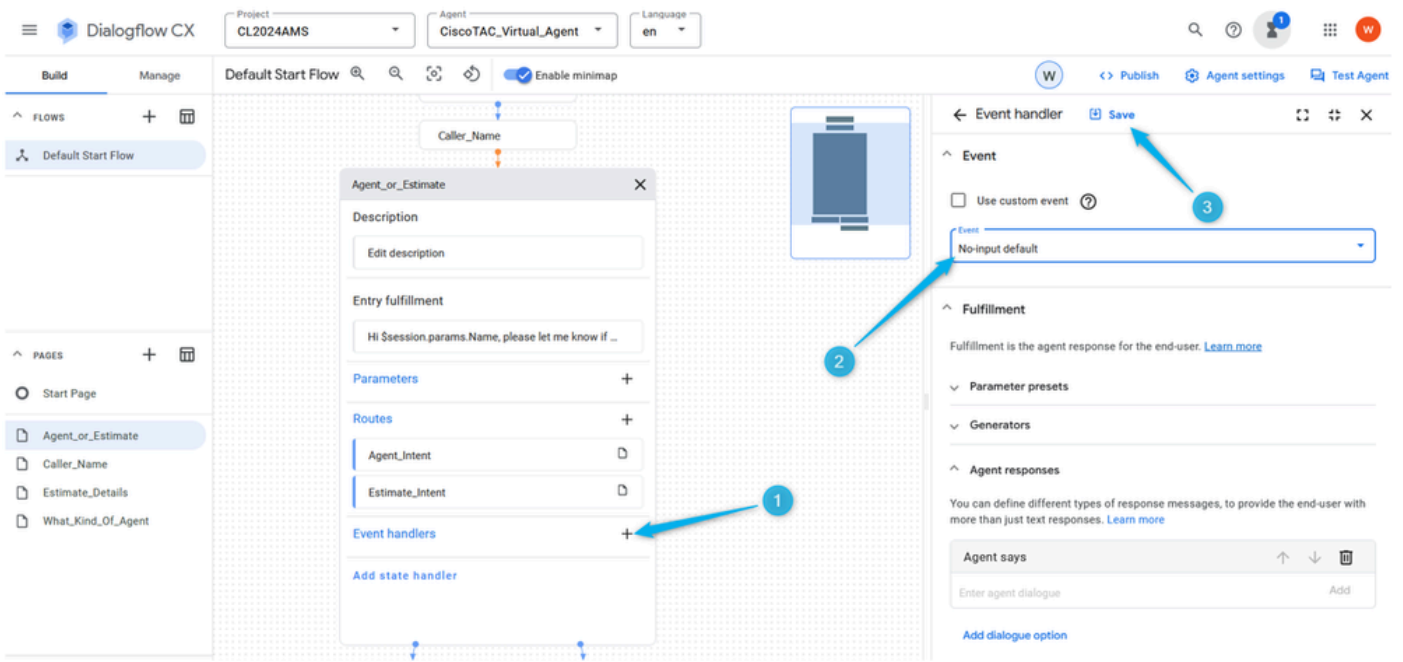 Dialogflow CX
Project
CL2024AMS
Agent
CiscoTAC_Virtual_Agent
Language
en
1
W
Build
Manage
Default Start Flow
Enable minimap
W
Publish
Agent settings
Test Agent
FLOWS
Default Start Flow
PAGES
Start Page
Agent_or_Estimate
Caller_Name
Estimate_Details
What_Kind_Of_Agent
Caller_Name
Agent_or_Estimate
Description
Edit description
Entry fulfillment
Hi $session.params.Name, please let me know if ...
Parameters
Routes
Agent_Intent
Estimate_Intent
Event handlers
Add state handler
1
2
3
Event handler
Save
Event
Use custom event
Event
No-input default
Fulfillment
Fulfillment is the agent response for the end-user. Learn more
Parameter presets
Generators
Agent responses
You can define different types of response messages, to provide the end-user with
more than just text responses. Learn more
Agent says
Enter agent dialogue
Add
Add dialogue option